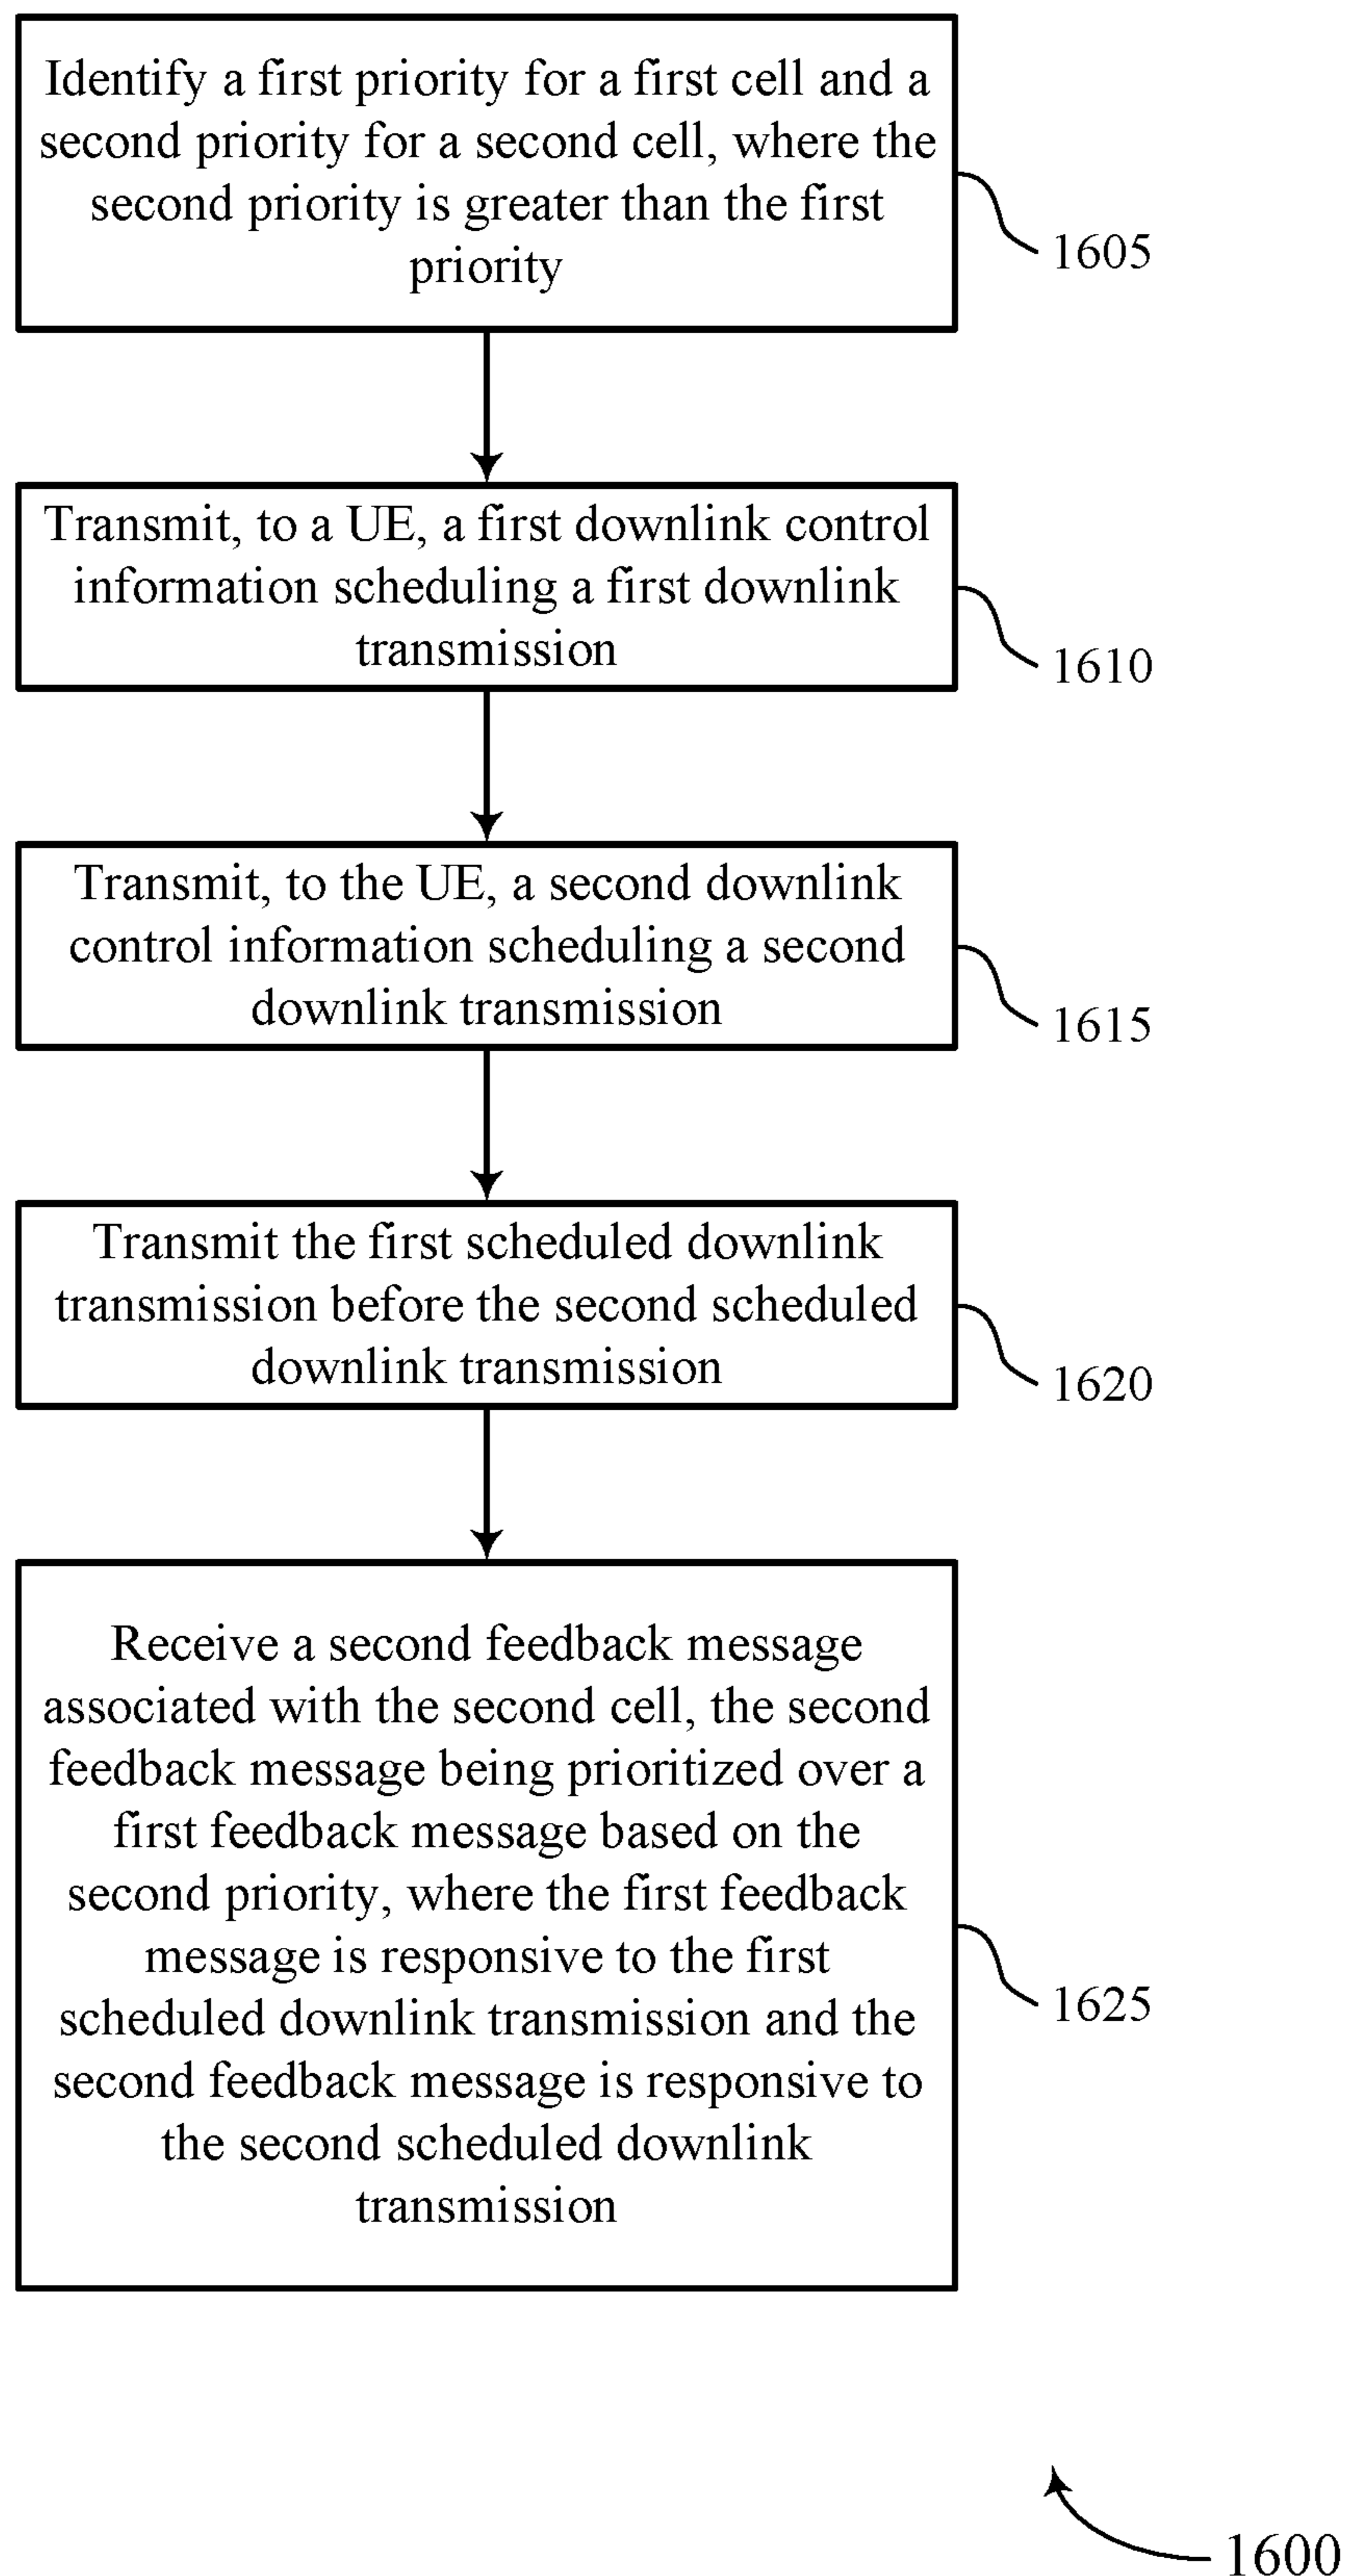 Identify a first priority for a first cell and a
second priority for a second cell, where the
second priority is greater than the first
priority
1605
Transmit, to a UE, a first downlink control
information scheduling a first downlink
transmission
1610
Transmit, to the UE, a second downlink
control information scheduling a second
downlink transmission
1615
Transmit the first scheduled downlink
transmission before the second scheduled
downlink transmission
1620
Receive a second feedback message
associated with the second cell, the second
feedback message being prioritized over a
first feedback message based on the
second priority, where the first feedback
message is responsive to the first
scheduled downlink transmission and the
second feedback message is responsive to
the second scheduled downlink
transmission
1625
1600